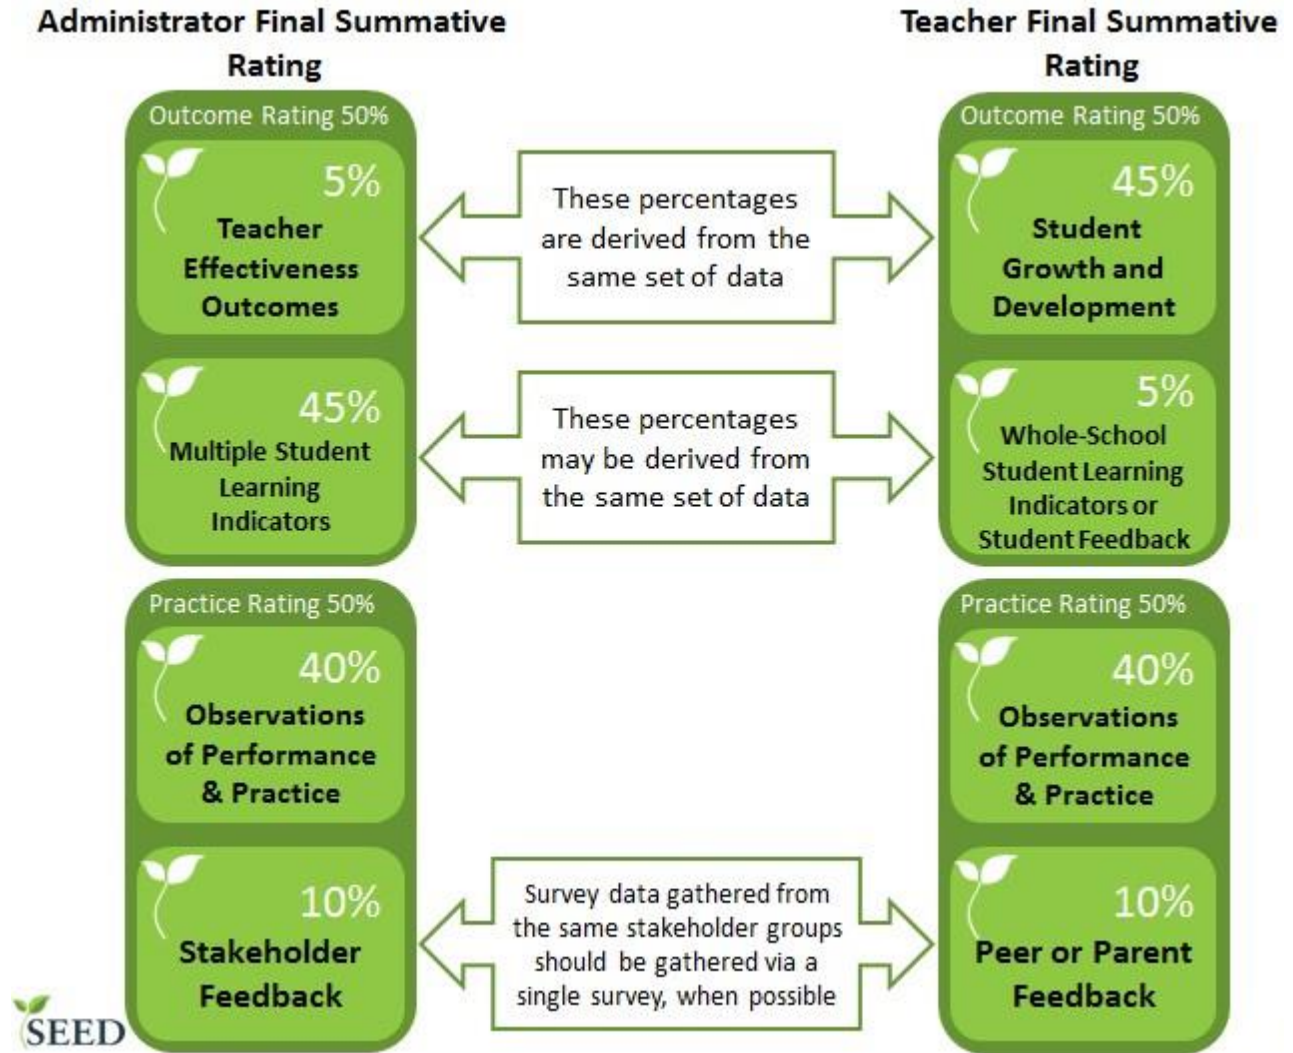 Administrator Final Summative
Rating
Outcome Rating 50%
5%
Teacher
Effectiveness
Outcomes
45%
Multiple Student
Learning
Indicators
Practice Rating 50%
40%
Observations
of Performance
& Practice
10%
Stakeholder
Feedback
These percentages
are derived from the
same set of data
These percentages
may be derived from
the same set of data
Survey data gathered from
the same stakeholder groups
should be gathered via a
single survey, when possible
Teacher Final Summative
Rating
Outcome Rating 50%
45%
Student
Growth and
Development
5%
Whole-School
Student Learning
Indicators or
Student Feedback
Practice Rating 50%
40%
Observations
of Performance
& Practice
10%
Peer or Parent
Feedback
SEED